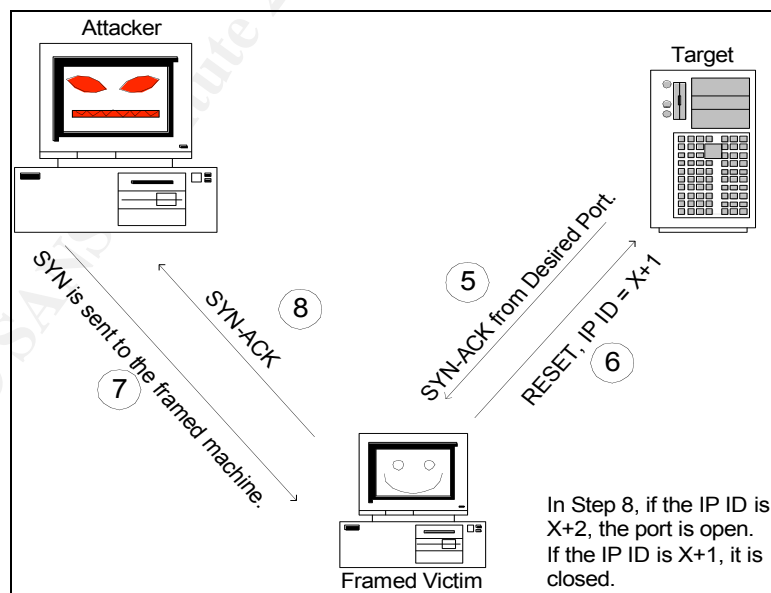 SANS Institute
Attacker
Target
SYN-ACK from Desired Port.
5
RESET, IP ID = X+1
6
SYN-ACK
8
SYN is sent to the framed machine.
7
Framed Victim
In Step 8, if the IP ID is
X+2, the port is open.
If the IP ID is X+1, it is
closed.